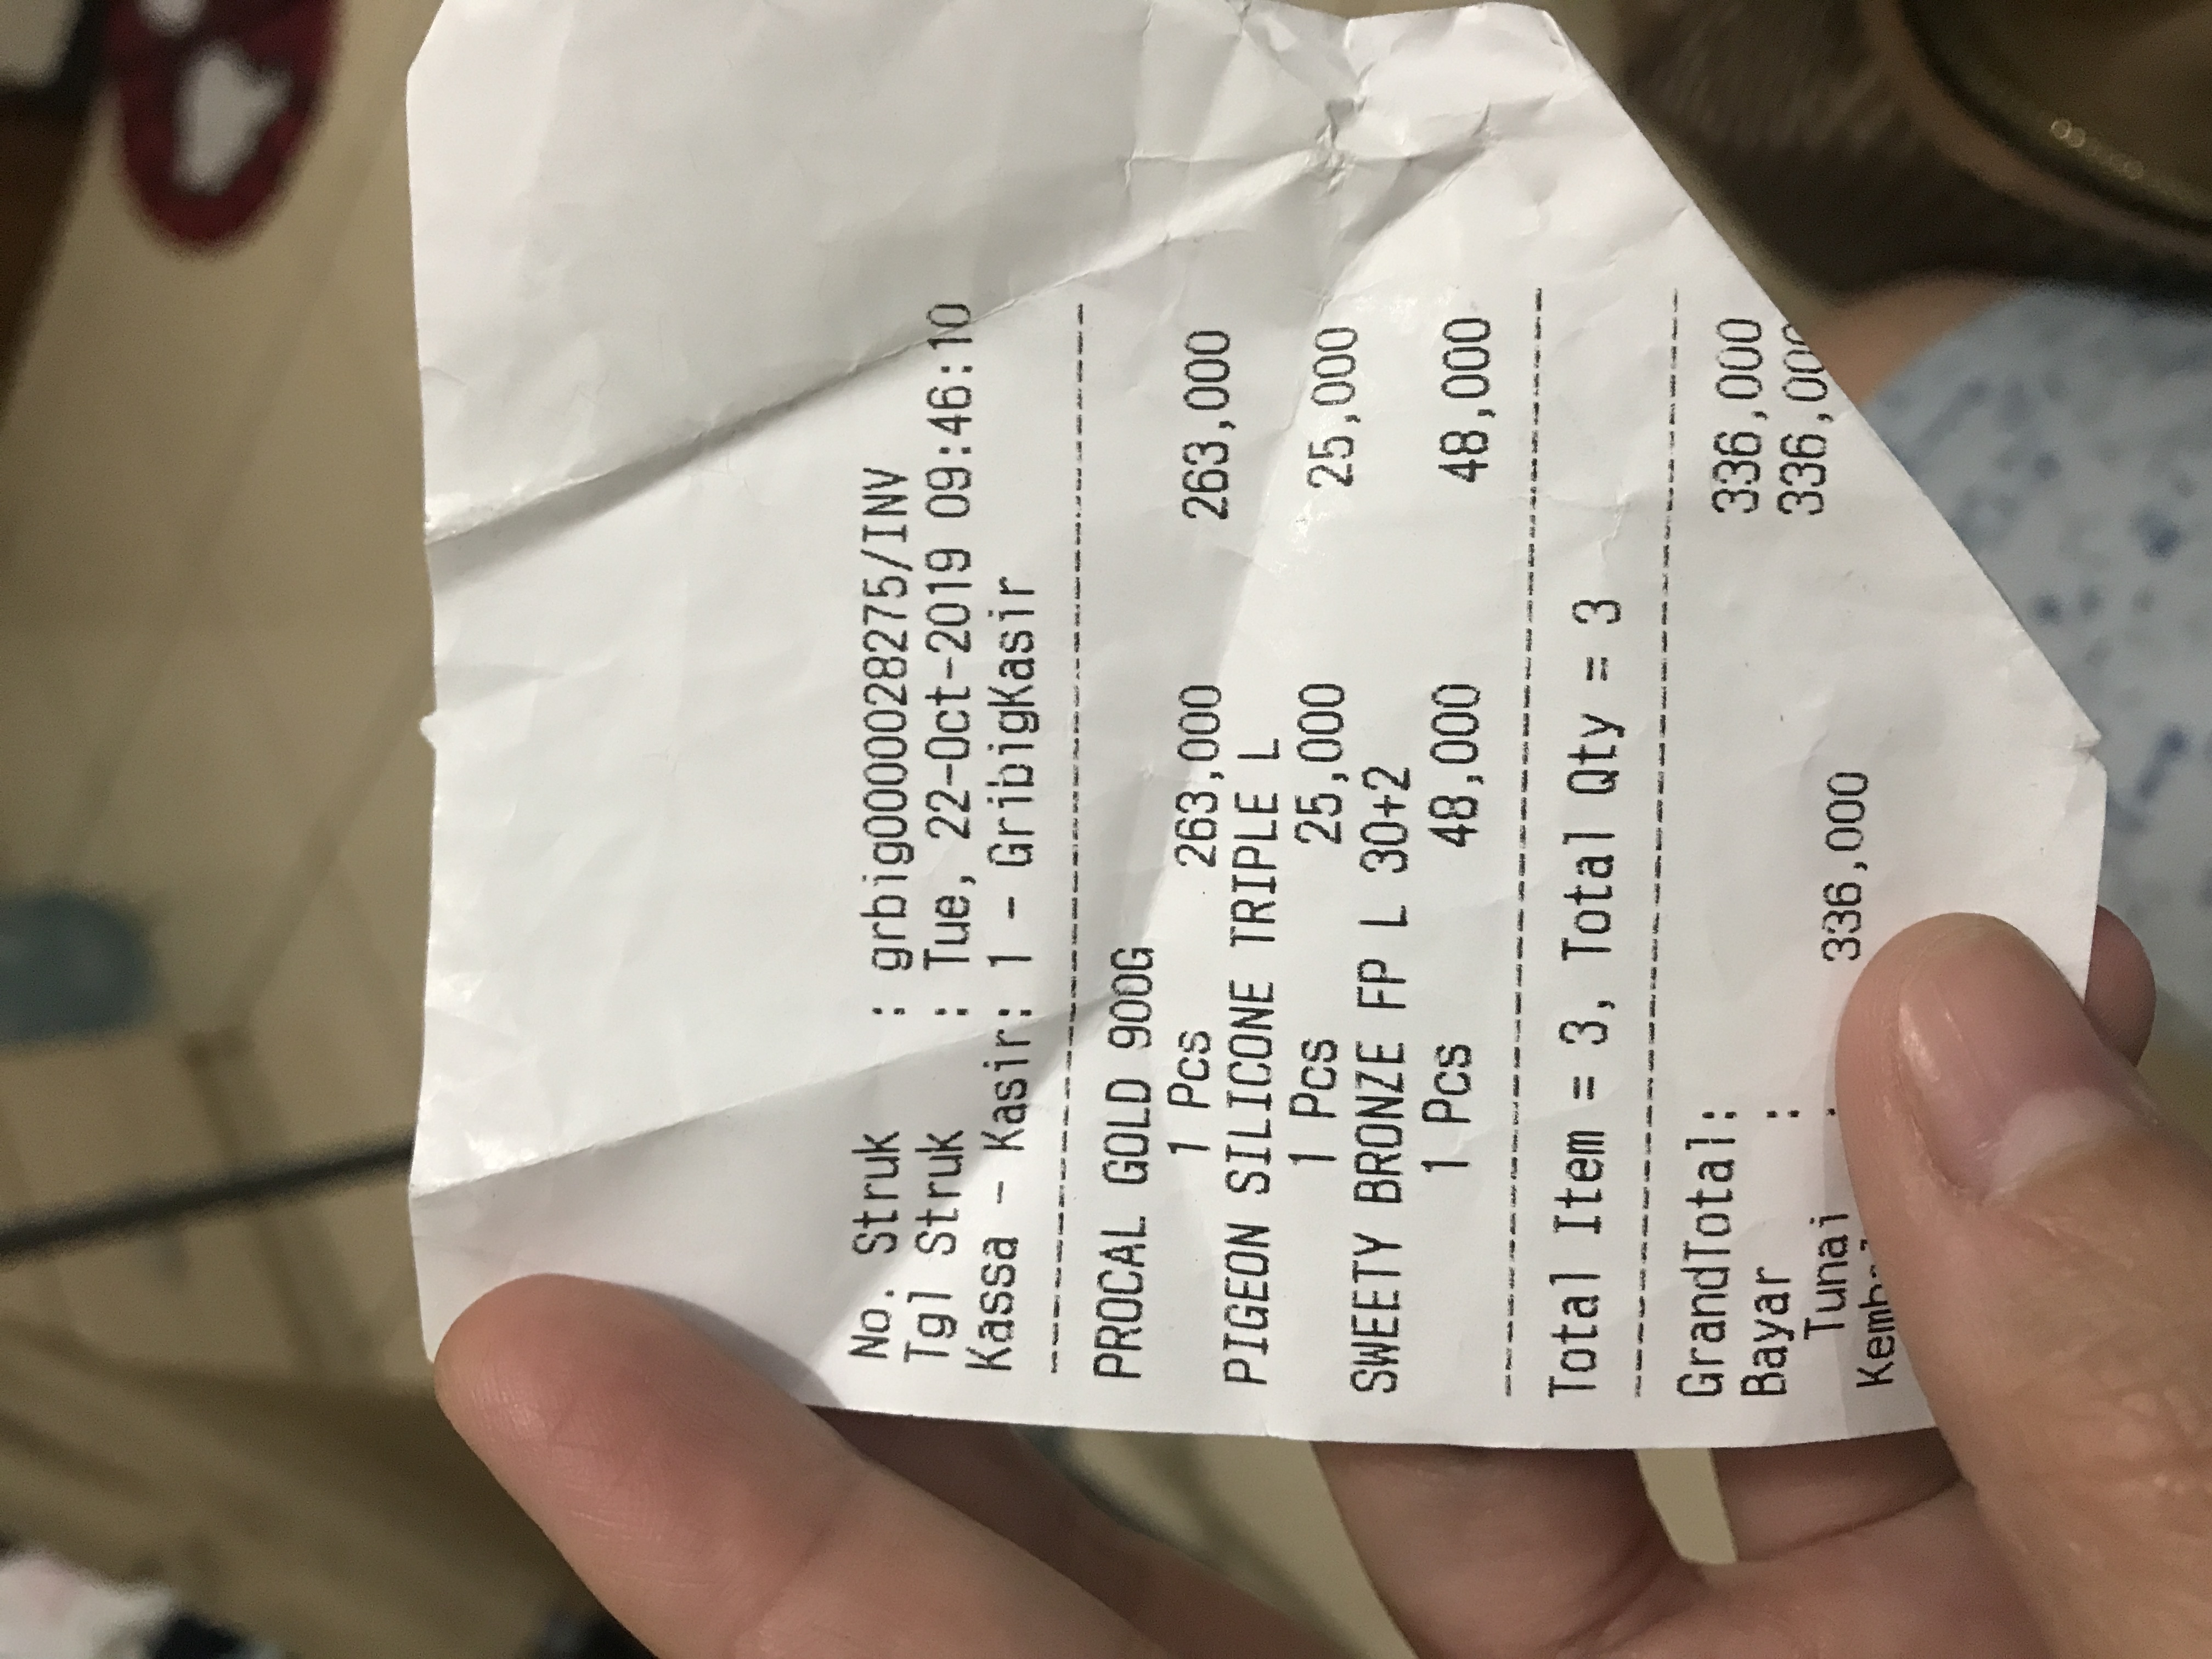 No. Struk : grbig0000028275/INV
Tgl Struk : Tue, 22-Oct-2019 09:46:10
Kassa - Kasir: 1 - GribigKasir
PROCAL GOLD 900G
1 Pcs 263,000 263,000
PIGEON SILICONE TRIPLE L
1 Pcs 25,000 25,000
SWEETY BRONZE FP L 30+2
1 Pcs 48,000 48,000
Total Item = 3, Total Qty = 3
GrandTotal: 336,000
Bayar : 336,000
Tunai : 336,000